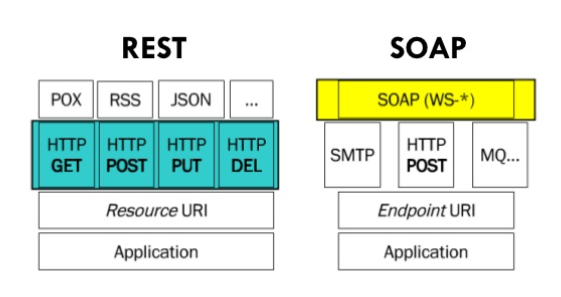 REST
SOAP
POX
RSS
JSON
...
HTTP
GET
HTTP
POST
HTTP
PUT
HTTP
DEL
Resource URI
Application
SOAP (WS-*)
SMTP
HTTP
POST
MQ...
Endpoint URI
Application